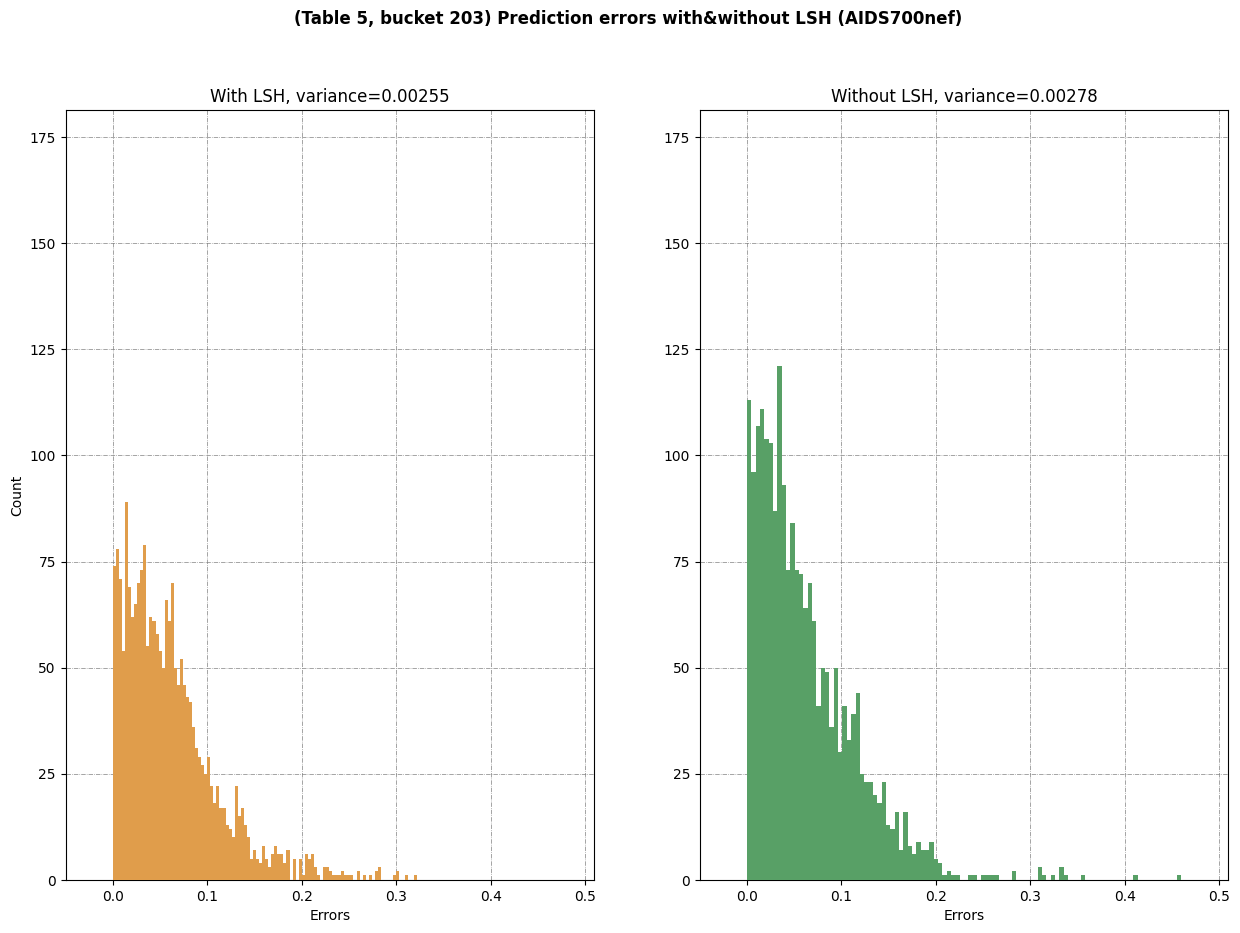 (Table 5, bucket 203) Prediction errors with&without LSH (AIDS700nef)
With LSH, variance=0.00255
175
150
125
100
75
50
25
0
Count
0.0 0.1 0.2 0.3 0.4 0.5
Errors
Without LSH, variance=0.00278
175
150
125
100
75
50
25
0
0.0 0.1 0.2 0.3 0.4 0.5
Errors